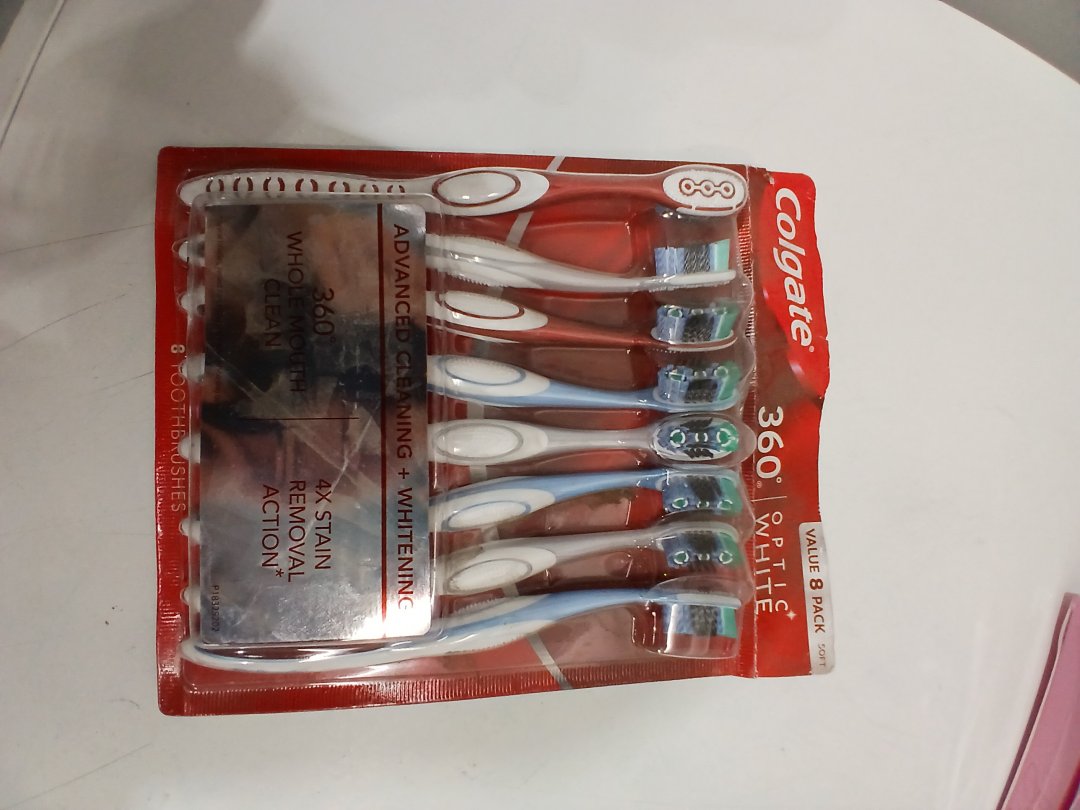 Colgate®
360°® | OPTIC
WHITE
VALUE 8 PACK SOFT
ADVANCED CLEANING + WHITENING
360°
WHOLE MOUTH
CLEAN
4X STAIN
REMOVAL
ACTION*
8 TOOTHBRUSHES